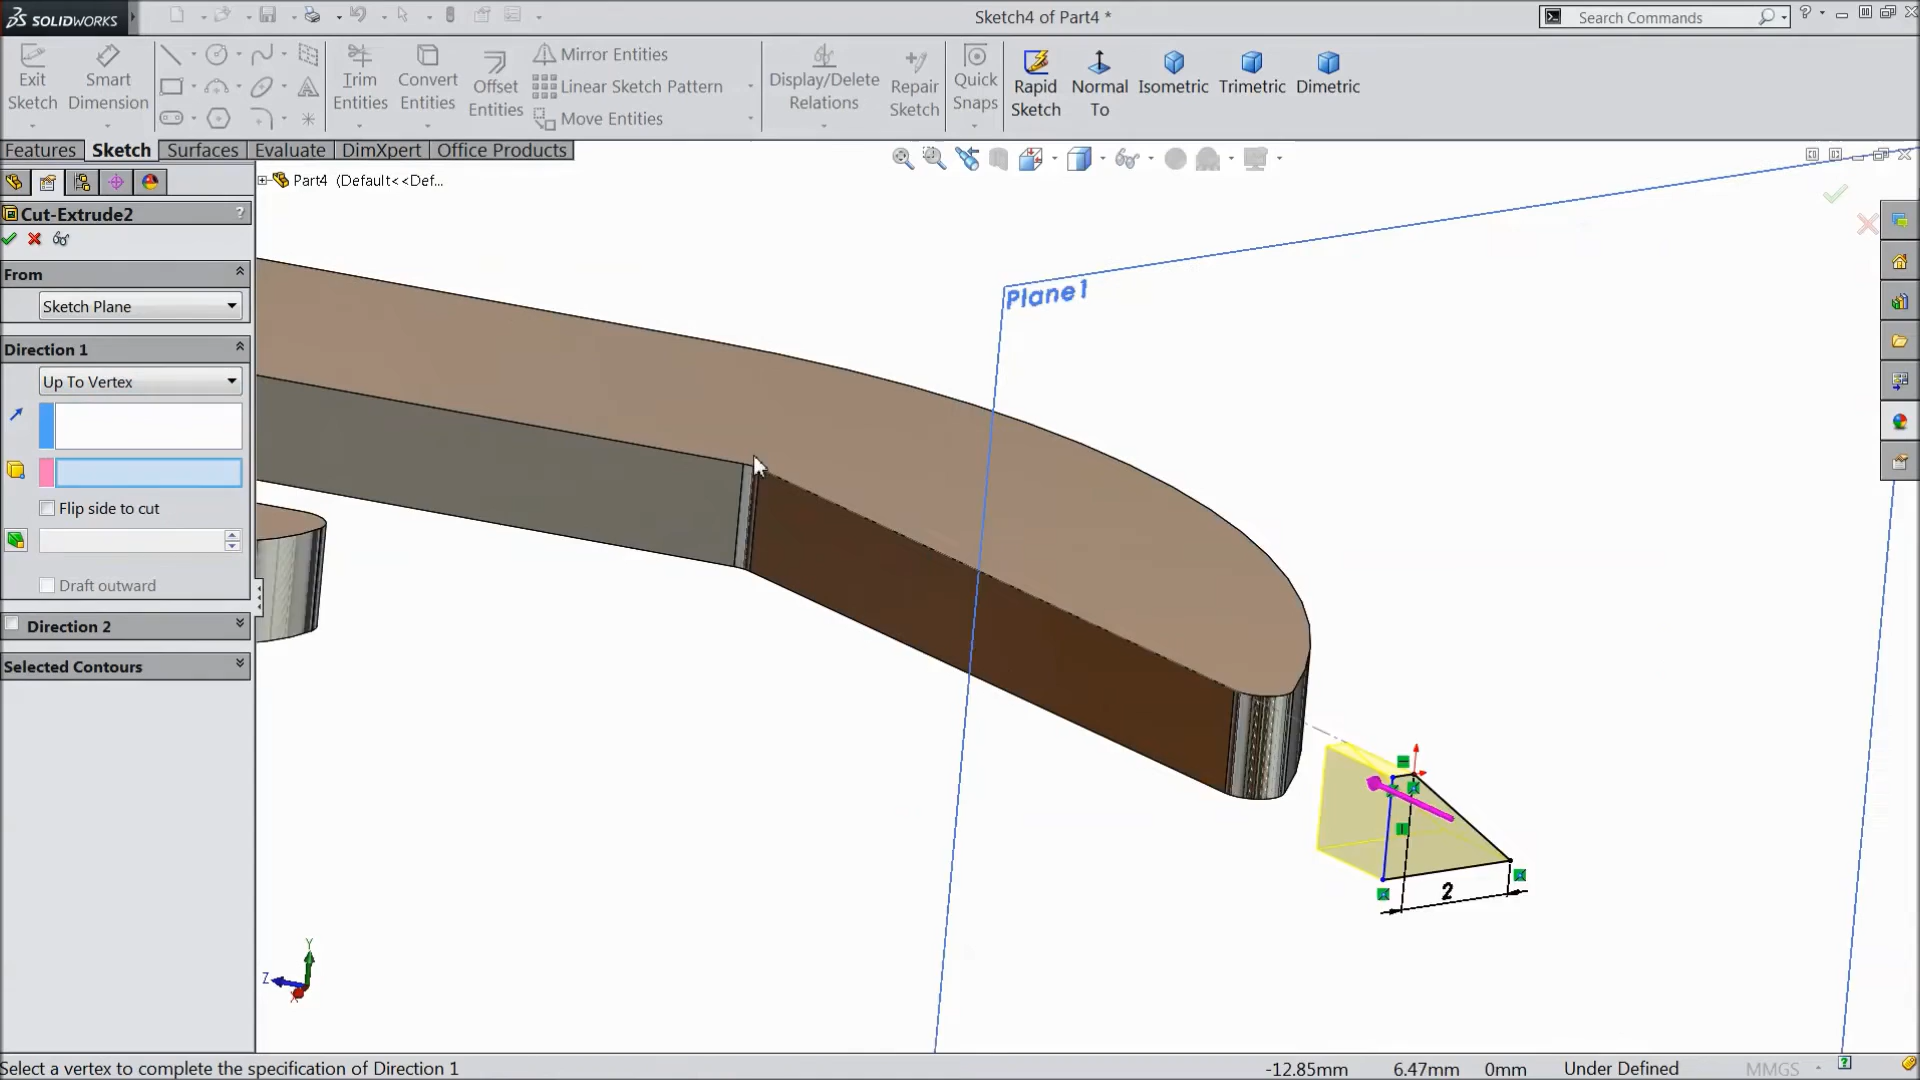 SOLIDWORKS
Sketch4 of Part4 *
Search Commands
Exit Sketch
Smart Dimension
Trim Entities
Convert Entities
Offset Entities
Mirror Entities
Linear Sketch Pattern
Move Entities
Display/Delete Relations
Repair Sketch
Quick Snaps
Rapid Sketch
Normal To
Isometric
Trimetric
Dimetric
Features
Sketch
Surfaces
Evaluate
DimXpert
Office Products
Part4 (Default<<Def...
Cut-Extrude2
?
From
Sketch Plane
Direction 1
Up To Vertex
Flip side to cut
Draft outward
Direction 2
Selected Contours
Plane1
2
Y
Z
X
Select a vertex to complete the specification of Direction 1
-12.85mm
6.47mm
0mm
Under Defined
MMGS